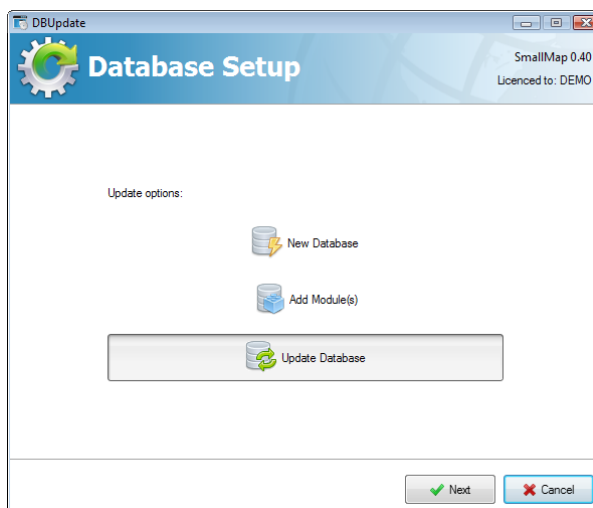 DBUpdate
Database Setup
SmallMap 0.40
Licenced to: DEMO
Update options:
New Database
Add Module(s)
Update Database
Next
Cancel